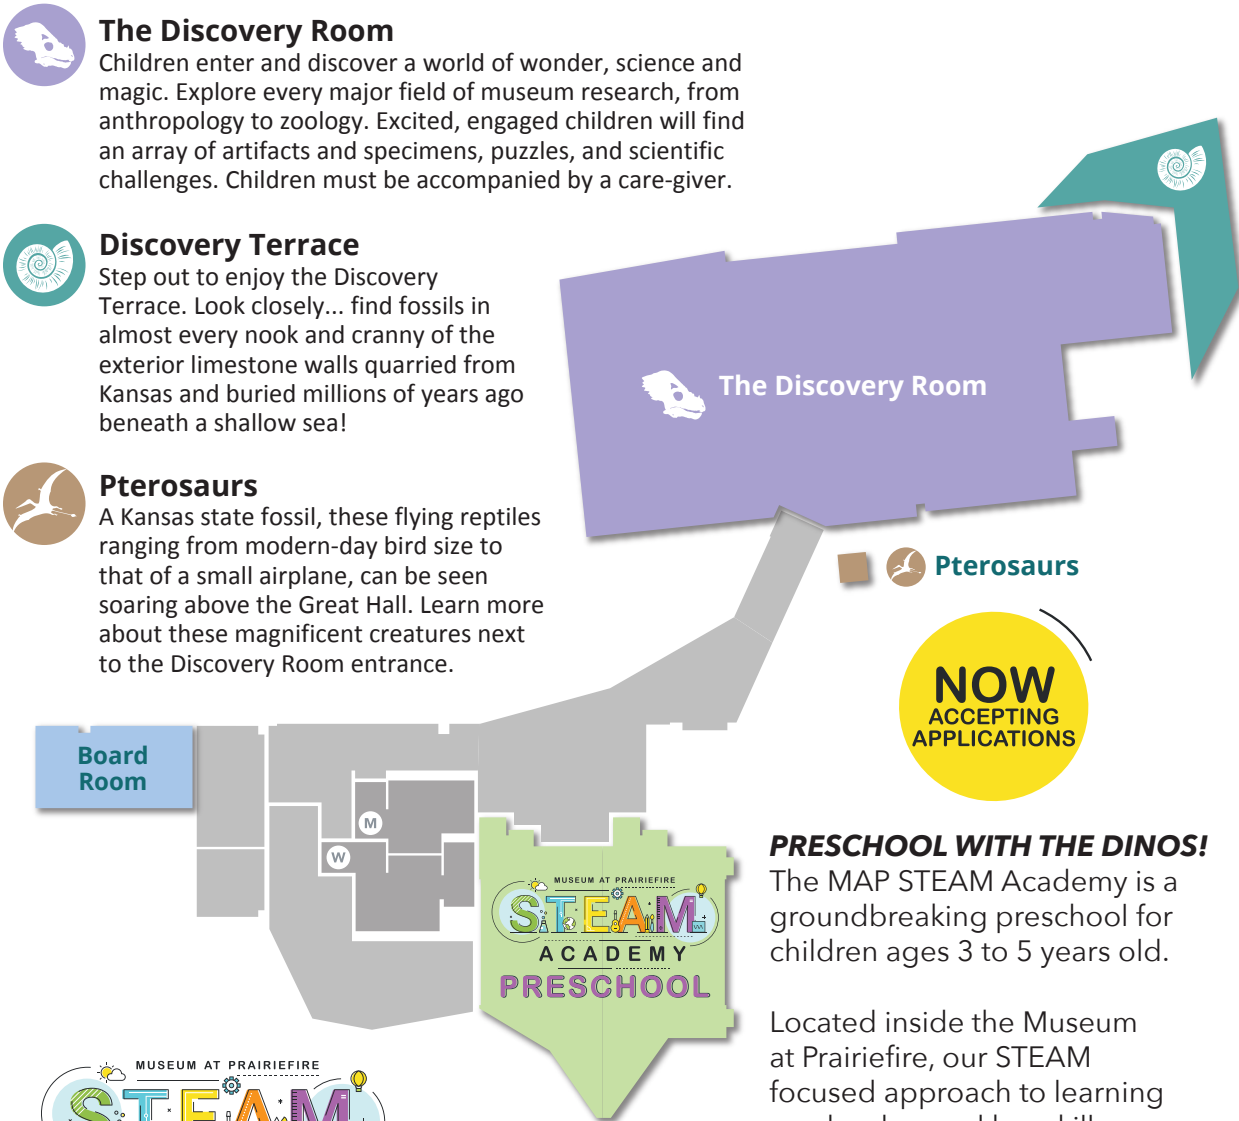 The Discovery Room
Children enter and discover a world of wonder, science and
magic. Explore every major field of museum research, from
anthropology to zoology. Excited, engaged children will find
an array of artifacts and specimens, puzzles, and scientific
challenges. Children must be accompanied by a care-giver.
Discovery Terrace
Step out to enjoy the Discovery
Terrace. Look closely... find fossils in
almost every nook and cranny of the
exterior limestone walls quarried from
Kansas and buried millions of years ago
beneath a shallow sea!
The Discovery Room
Pterosaurs
A Kansas state fossil, these flying reptiles
ranging from modern-day bird size to
that of a small airplane, can be seen
soaring above the Great Hall. Learn more
about these magnificent creatures next
to the Discovery Room entrance.
Pterosaurs
NOW
ACCEPTING
APPLICATIONS
Board
Room
M
W
MUSEUM AT PRAIRIEFIRE
STEAM
ACADEMY
PRESCHOOL
PRESCHOOL WITH THE DINOS!
The MAP STEAM Academy is a
groundbreaking preschool for
children ages 3 to 5 years old.
Located inside the Museum
at Prairiefire, our STEAM
focused approach to learning
MUSEUM AT PRAIRIEFIRE
STEAM